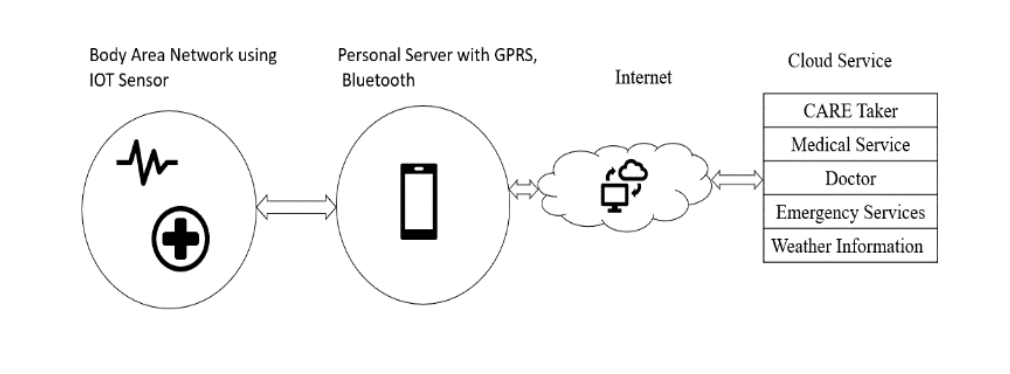 Body Area Network using
IOT Sensor
Personal Server with GPRS,
Bluetooth
Internet
Cloud Service
CARE Taker
Medical Service
Doctor
Emergency Services
Weather Information